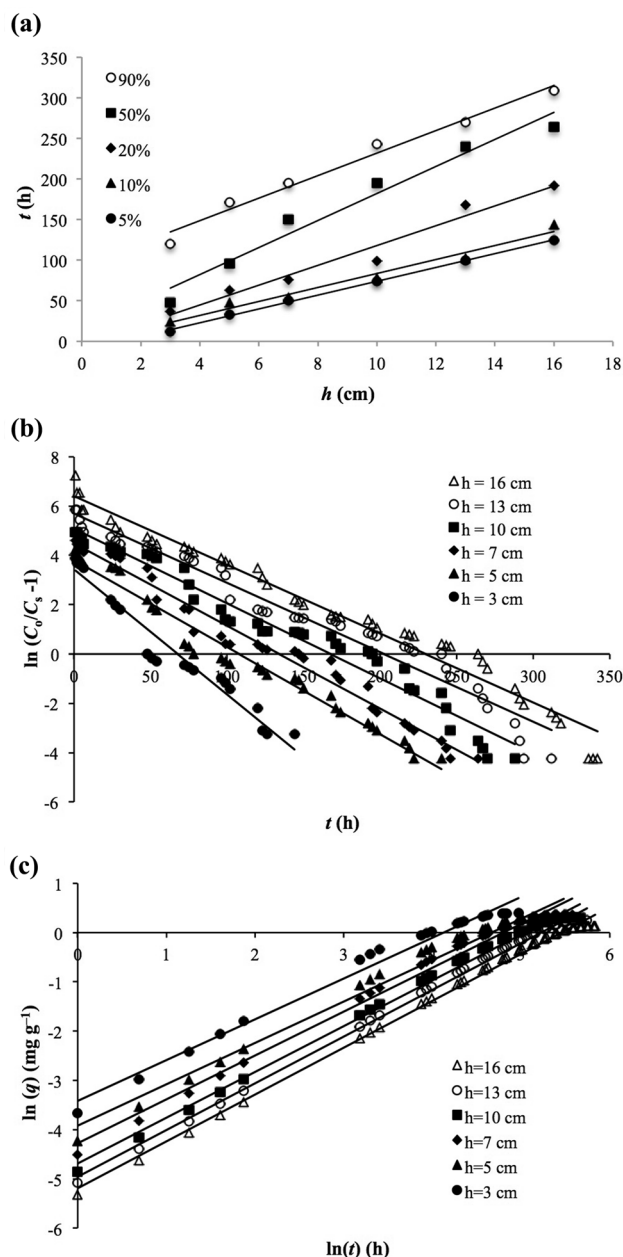 (a)
350
300
250
200
150
100
50
0
t (h)
90%
50%
20%
10%
5%
0 2 4 6 8 10 12 14 16 18
h (cm)
(b)
8
6
4
2
0
-2
-4
-6
ln (Co/Cs -1)
h = 16 cm
h = 13 cm
h = 10 cm
h = 7 cm
h = 5 cm
h = 3 cm
0 50 100 150 200 250 300 350
t (h)
(c)
1
0
-1
-2
-3
-4
-5
-6
ln (q) (mg g⁻¹)
0 1 2 3 4 5 6
h=16 cm
h=13 cm
h=10 cm
h=7 cm
h=5 cm
h=3 cm
ln(t) (h)